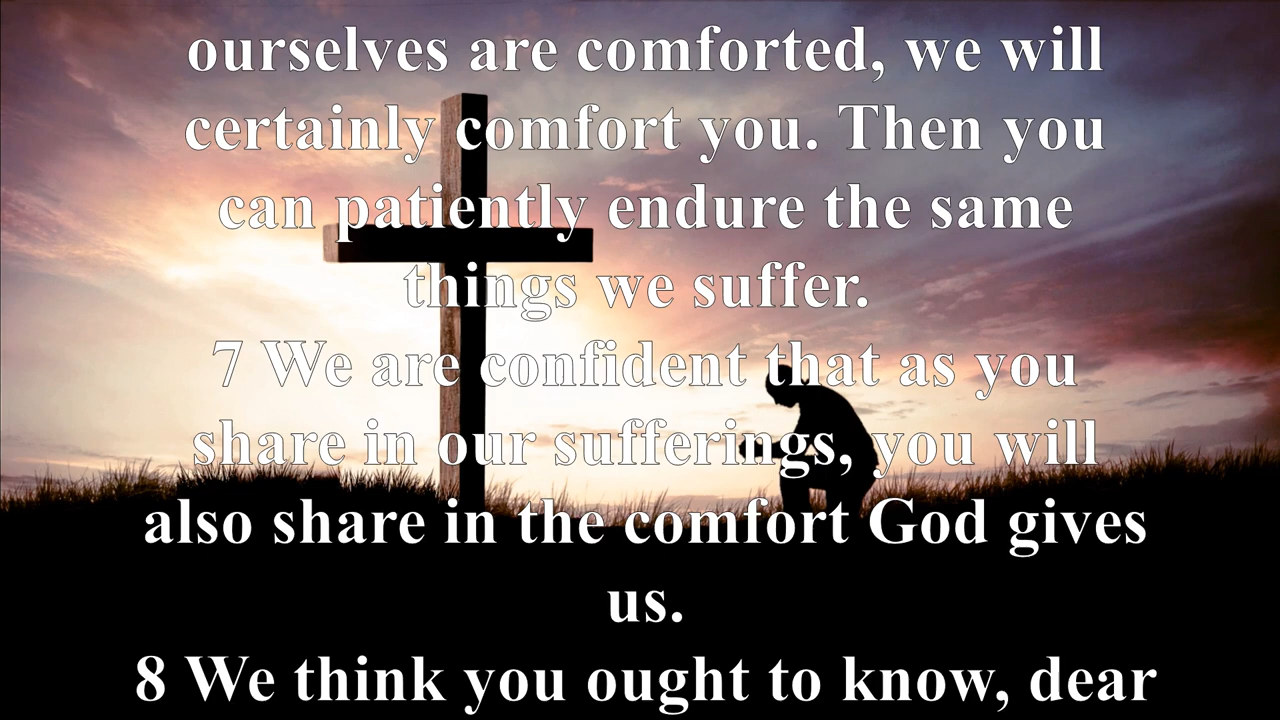 ourselves are comforted, we will
certainly comfort you. Then you
can patiently endure the same
things we suffer.
7 We are confident that as you
share in our sufferings, you will
also share in the comfort God gives
us.
8 We think you ought to know, dear